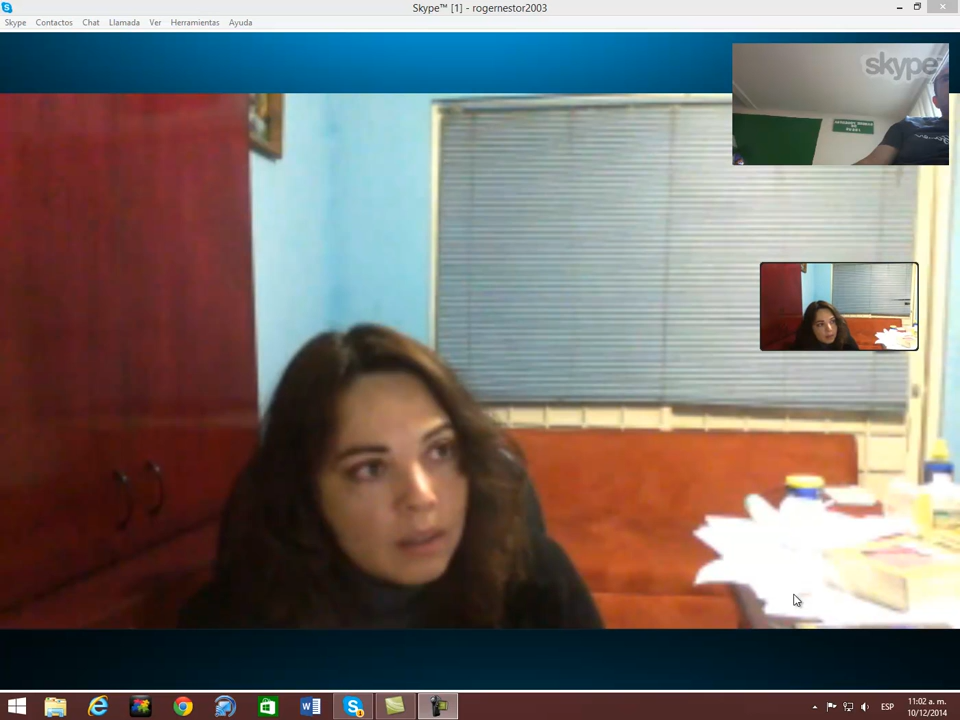 Skype™ [1] - rogernestor2003
Skype Contactos Chat Llamada Ver Herramientas Ayuda
skype
ESP
11:02 a. m.
10/12/2014